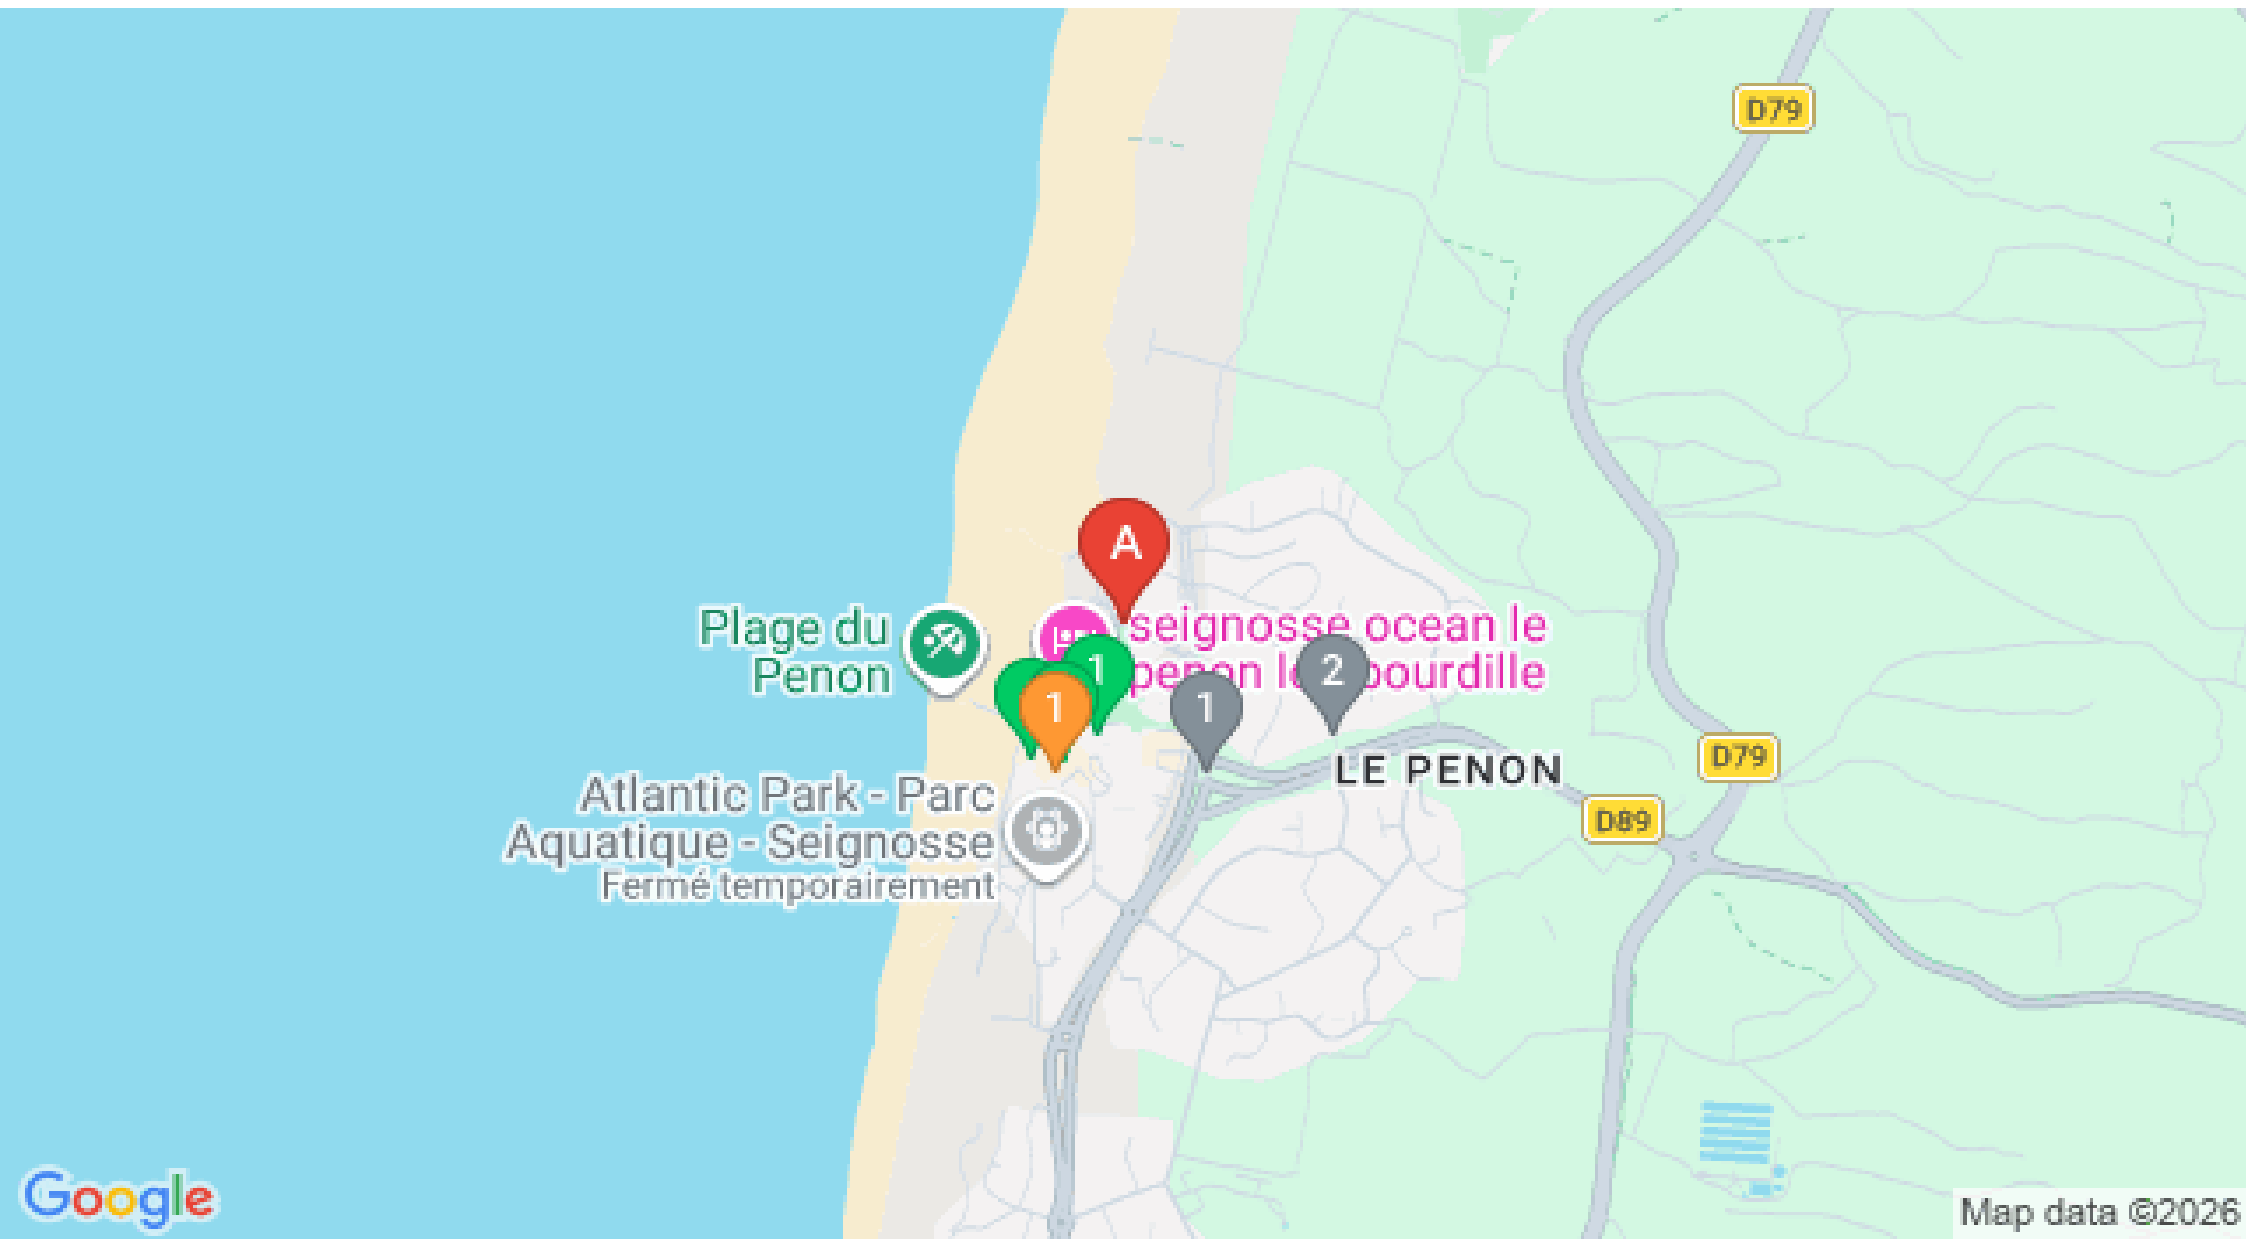 D79
A
Plage du
Penon
seignosse ocean le
1
2
1
1
D79
LE PENON
Atlantic Park - Parc
Aquatique - Seignosse
Fermé temporairement
D89
Google
Map data ©2026